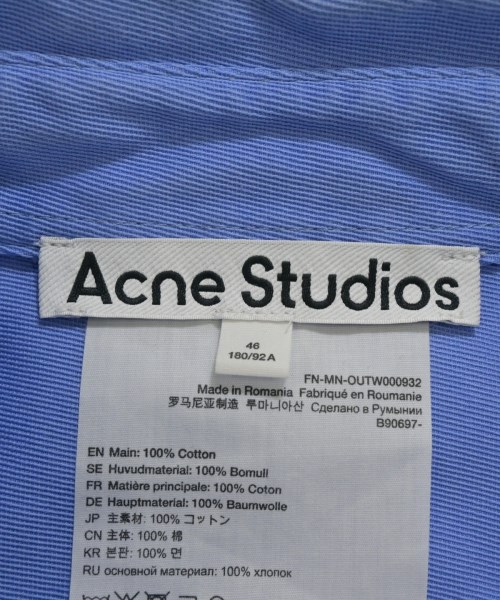 Acne Studios
46
180/92A
FN-MN-OUTW000932
Made in Romania Fabriqué en Roumanie
罗马尼亚制造 루마니아산 Сделано в Румынии
B90697-
EN Main: 100% Cotton
SE Huvudmaterial: 100% Bomull
FR Matière principale: 100% Coton
DE Hauptmaterial: 100% Baumwolle
JP 主素材: 100% コットン
CN 主体: 100% 棉
KR 본판: 100% 면
RU основной материал: 100% хлопок